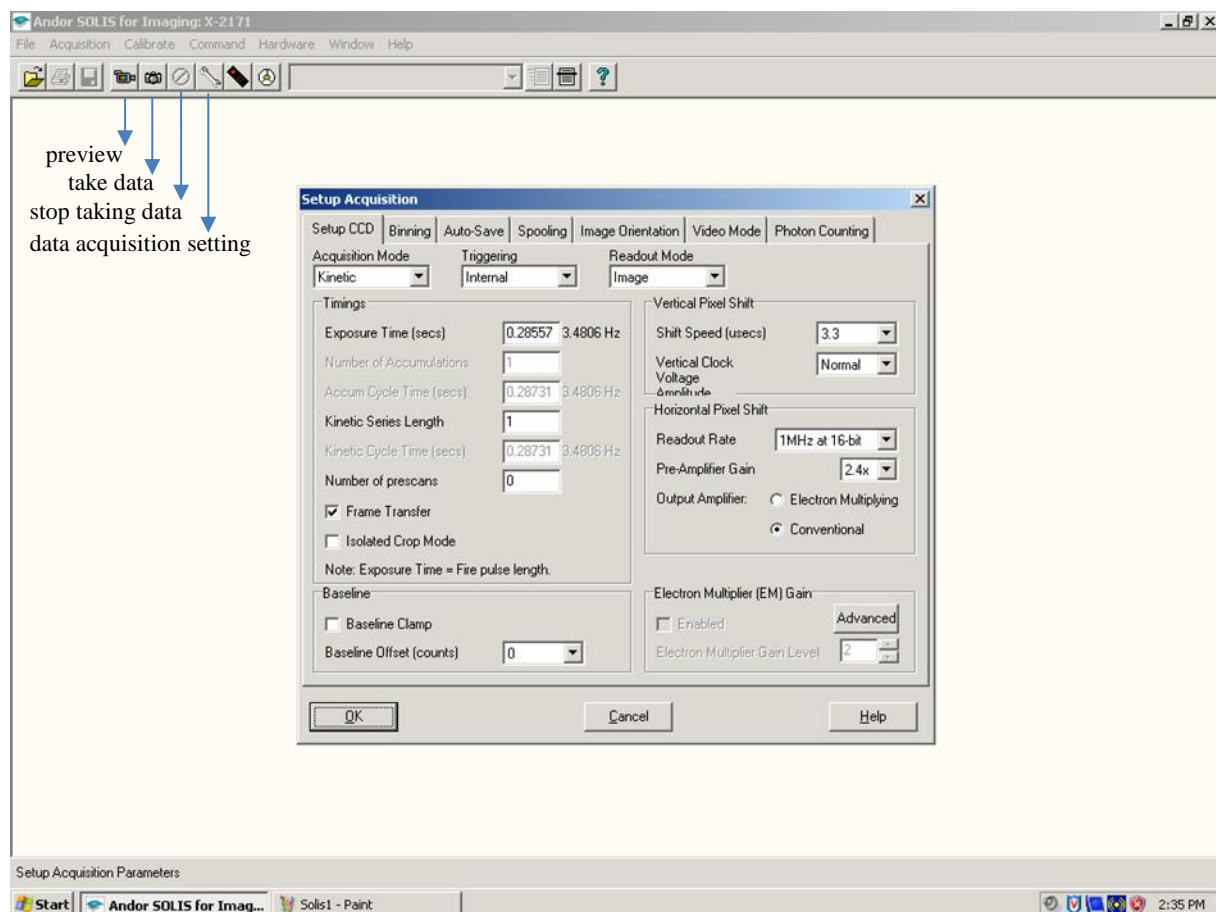 Andor SOLIS for Imaging: X-2171
File Acquisition Calibrate Command Hardware Window Help
preview
take data
stop taking data
data acquisition setting
Setup Acquisition
Setup CCD Binning Auto-Save Spooling Image Orientation Video Mode Photon Counting
Acquisition Mode Triggering Readout Mode
Kinetic Internal Image
Timings
Exposure Time (secs) 0.28557 3.4806 Hz
Number of Accumulations 1
Accum Cycle Time (secs) 0.28731 3.4806 Hz
Kinetic Series Length 1
Kinetic Cycle Time (secs) 0.28731 3.4806 Hz
Number of prescans 0
Frame Transfer
Isolated Crop Mode
Note: Exposure Time = Fire pulse length.
Vertical Pixel Shift
Shift Speed (usecs) 3.3
Vertical Clock Normal
Voltage
Amplitude
Horizontal Pixel Shift
Readout Rate 1MHz at 16-bit
Pre-Amplifier Gain 2.4x
Output Amplifier: Electron Multiplying
Conventional
Baseline
Baseline Clamp
Baseline Offset (counts) 0
Electron Multiplier (EM) Gain
Enabled Advanced
Electron Multiplier Gain Level 2
OK Cancel Help
Setup Acquisition Parameters
Start Andor SOLIS for Imag... Solis1 - Paint 2:35 PM